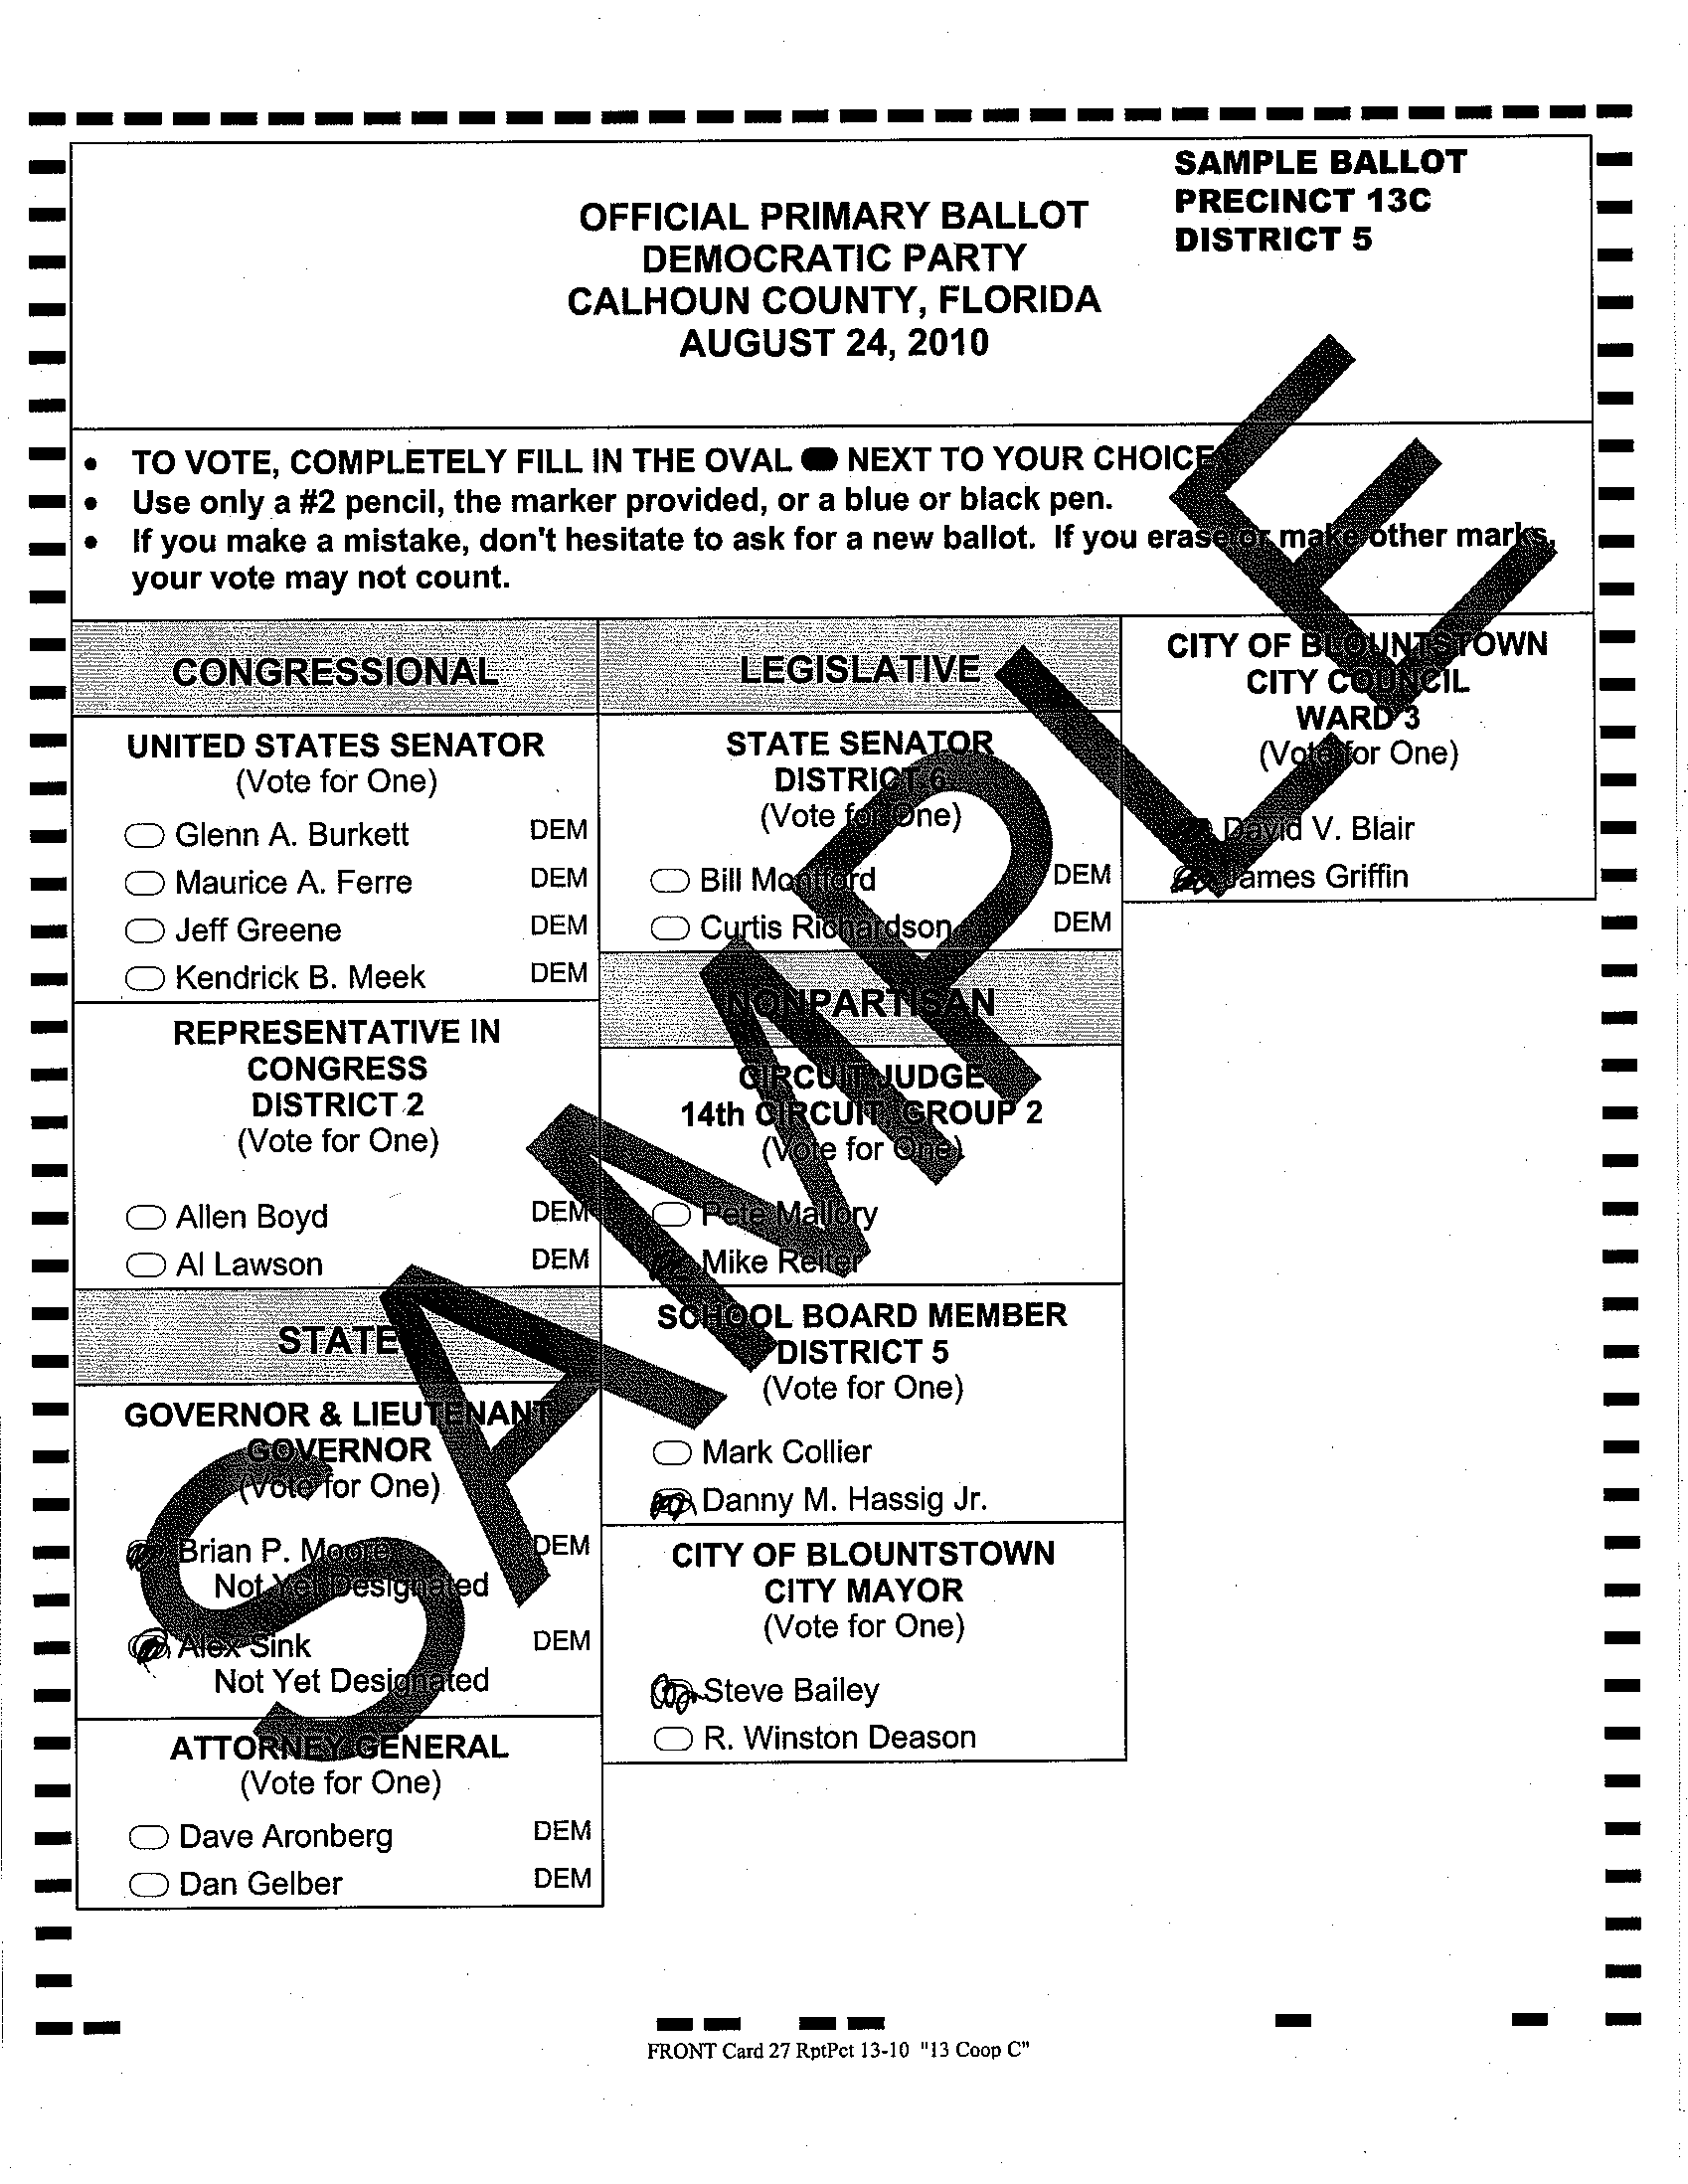 SAMPLE BALLOT
PRECINCT 13C
DISTRICT 5
OFFICIAL PRIMARY BALLOT
DEMOCRATIC PARTY
CALHOUN COUNTY, FLORIDA
AUGUST 24, 2010
• TO VOTE, COMPLETELY FILL IN THE OVAL NEXT TO YOUR CHOICE
• Use only a #2 pencil, the marker provided, or a blue or black pen.
• If you make a mistake, don't hesitate to ask for a new ballot. If you erase or make other marks,
your vote may not count.
CONGRESSIONAL
UNITED STATES SENATOR
(Vote for One)
Glenn A. Burkett DEM
Maurice A. Ferre DEM
Jeff Greene DEM
Kendrick B. Meek DEM
REPRESENTATIVE IN
CONGRESS
DISTRICT 2
(Vote for One)
Allen Boyd DEM
Al Lawson DEM
STATE
GOVERNOR & LIEUTENANT
GOVERNOR
(Vote for One)
Brian P. Moore DEM
Not Yet Designated
Alex Sink DEM
Not Yet Designated
ATTORNEY GENERAL
(Vote for One)
Dave Aronberg DEM
Dan Gelber DEM
LEGISLATIVE
STATE SENATOR
DISTRICT 6
(Vote for One)
Bill Montford DEM
Curtis Richardson DEM
NONPARTISAN
CIRCUIT JUDGE
14th CIRCUIT GROUP 2
(Vote for One)
Pete Mallory
Mike Reiter
SCHOOL BOARD MEMBER
DISTRICT 5
(Vote for One)
Mark Collier
Danny M. Hassig Jr.
CITY OF BLOUNTSTOWN
CITY MAYOR
(Vote for One)
Steve Bailey
R. Winston Deason
CITY OF BLOUNTSTOWN
CITY COUNCIL
WARD 3
(Vote for One)
David V. Blair
James Griffin
SAMPLE
FRONT Card 27 RptPct 13-10 "13 Coop C"